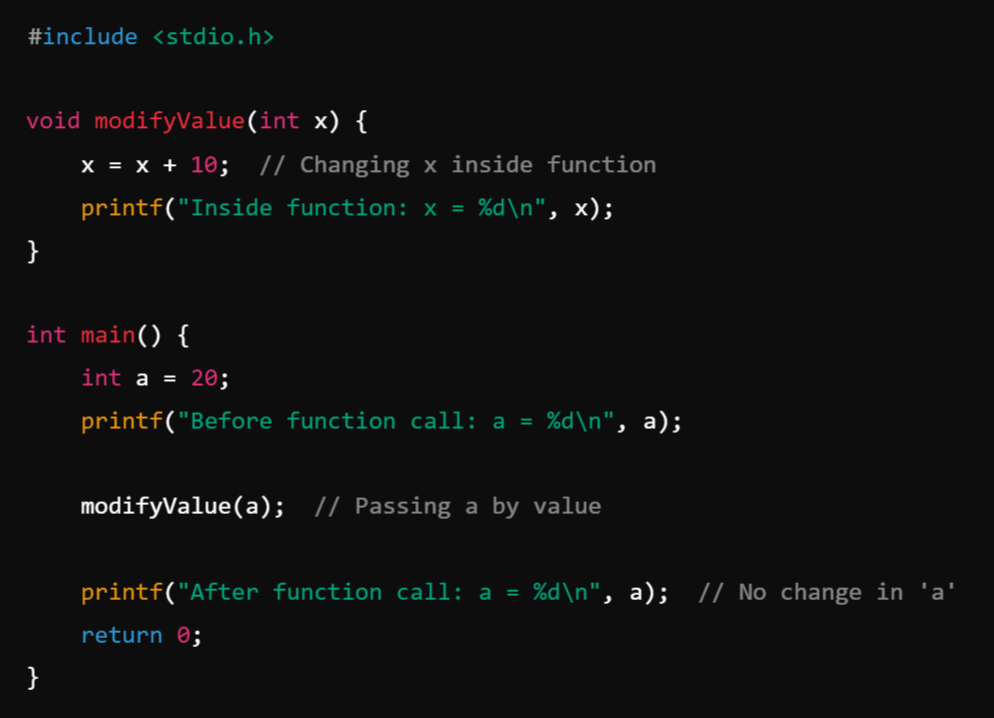 #include <stdio.h>
void modifyValue(int x) {
    x = x + 10;  // Changing x inside function
    printf("Inside function: x = %d\n", x);
}
int main() {
    int a = 20;
    printf("Before function call: a = %d\n", a);
    modifyValue(a);  // Passing a by value
    printf("After function call: a = %d\n", a);  // No change in 'a'
    return 0;
}